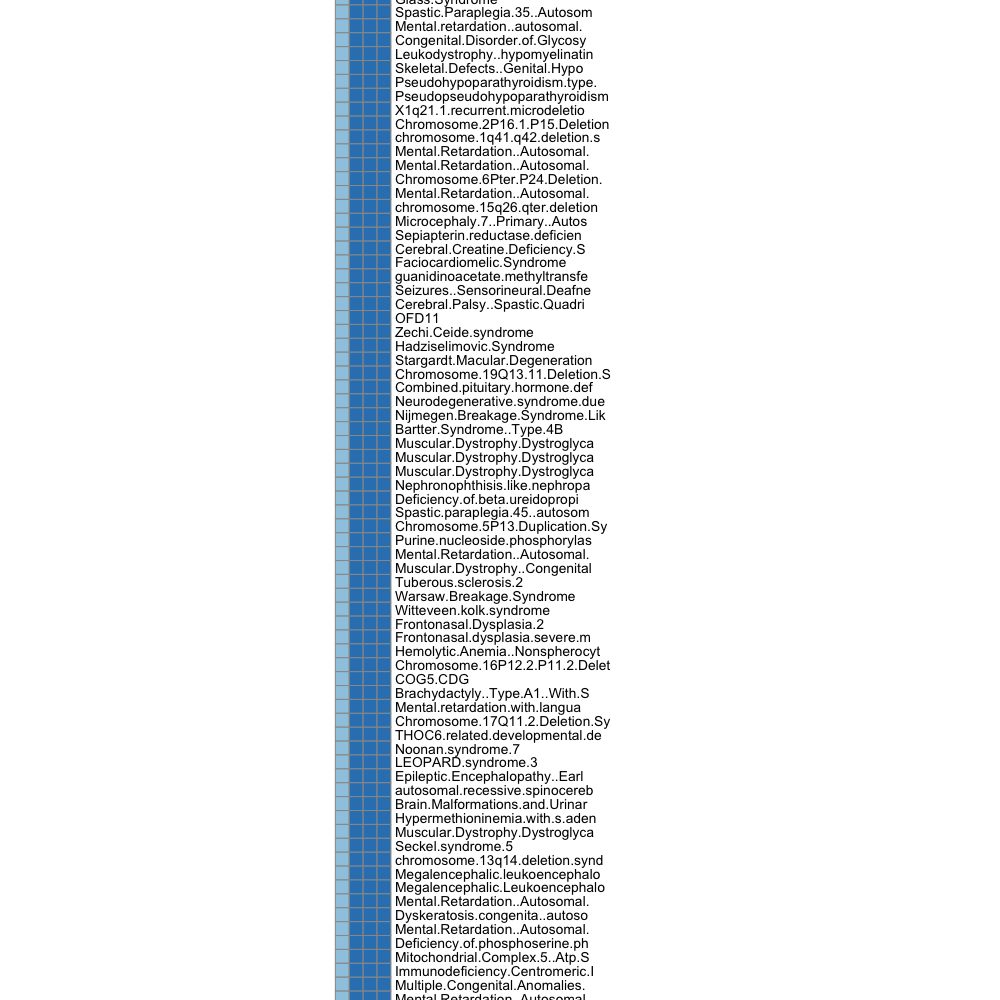 Glass.Syndrome
Spastic.Paraplegia.35..Autosom
Mental.retardation..autosomal.
Congenital.Disorder.of.Glycosy
Leukodystrophy..hypomyelinatin
Skeletal.Defects..Genital.Hypo
Pseudohypoparathyroidism.type.
Pseudopseudohypoparathyroidism
X1q21.1.recurrent.microdeletio
Chromosome.2P16.1.P15.Deletion
chromosome.1q41.q42.deletion.s
Mental.Retardation..Autosomal.
Mental.Retardation..Autosomal.
Chromosome.6Pter.P24.Deletion.
Mental.Retardation..Autosomal.
chromosome.15q26.qter.deletion
Microcephaly.7..Primary..Autos
Sepiapterin.reductase.deficien
Cerebral.Creatine.Deficiency.S
Faciocardiomelic.Syndrome
guanidinoacetate.methyltransfe
Seizures..Sensorineural.Deafne
Cerebral.Palsy..Spastic.Quadri
OFD11
Zechi.Ceide.syndrome
Hadziselimovic.Syndrome
Stargardt.Macular.Degeneration
Chromosome.19Q13.11.Deletion.S
Combined.pituitary.hormone.def
Neurodegenerative.syndrome.due
Nijmegen.Breakage.Syndrome.Lik
Bartter.Syndrome..Type.4B
Muscular.Dystrophy.Dystroglyca
Muscular.Dystrophy.Dystroglyca
Muscular.Dystrophy.Dystroglyca
Nephronophthisis.like.nephropa
Deficiency.of.beta.ureidopropi
Spastic.paraplegia.45..autosom
Chromosome.5P13.Duplication.Sy
Purine.nucleoside.phosphorylas
Mental.Retardation..Autosomal.
Muscular.Dystrophy..Congenital
Tuberous.sclerosis.2
Warsaw.Breakage.Syndrome
Witteveen.kolk.syndrome
Frontonasal.Dysplasia.2
Frontonasal.dysplasia.severe.m
Hemolytic.Anemia..Nonspherocyt
Chromosome.16P12.2.P11.2.Delet
COG5.CDG
Brachydactyly..Type.A1..With.S
Mental.retardation.with.langua
Chromosome.17Q11.2.Deletion.Sy
THOC6.related.developmental.de
Noonan.syndrome.7
LEOPARD.syndrome.3
Epileptic.Encephalopathy..Earl
autosomal.recessive.spinocereb
Brain.Malformations.and.Urinar
Hypermethioninemia.with.s.aden
Muscular.Dystrophy.Dystroglyca
Seckel.syndrome.5
chromosome.13q14.deletion.synd
Megalencephalic.leukoencephalo
Megalencephalic.Leukoencephalo
Mental.Retardation..Autosomal.
Dyskeratosis.congenita..autoso
Mental.Retardation..Autosomal.
Deficiency.of.phosphoserine.ph
Mitochondrial.Complex.5..Atp.S
Immunodeficiency.Centromeric.I
Multiple.Congenital.Anomalies.
Mental.Retardation..Autosomal.